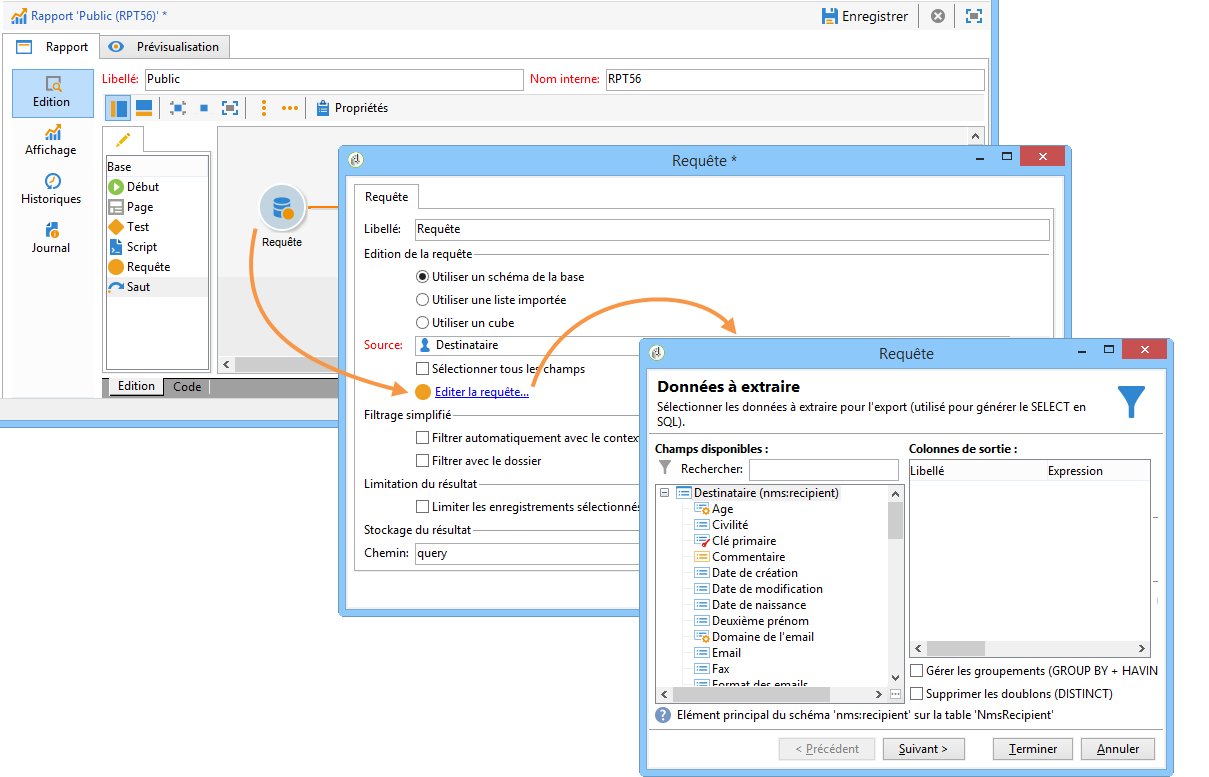 Rapport 'Public (RPT56)' *
Enregistrer
Rapport
Prévisualisation
Libellé: Public
Nom interne: RPT56
Edition
Affichage
Historiques
Journal
Propriétés
Base
Début
Page
Test
Script
Requête
Saut
Requête
Edition
Code
Requête *
Requête
Libellé: Requête
Edition de la requête
Utiliser un schéma de la base
Utiliser une liste importée
Utiliser un cube
Source: Destinataire
Sélectionner tous les champs
Editer la requête...
Filtrage simplifié
Filtrer automatiquement avec le contex
Filtrer avec le dossier
Limitation du résultat
Limiter les enregistrements sélectionnés
Stockage du résultat
Chemin: query
Requête
Données à extraire
Sélectionner les données à extraire pour l'export (utilisé pour générer le SELECT en
SQL).
Champs disponibles :
Rechercher:
Destinataire (nms:recipient)
Age
Civilité
Clé primaire
Commentaire
Date de création
Date de modification
Date de naissance
Deuxième prénom
Domaine de l'email
Email
Fax
Format des emails
Colonnes de sortie :
Libellé
Expression
Gérer les groupements (GROUP BY + HAVIN
Supprimer les doublons (DISTINCT)
Elément principal du schéma 'nms:recipient' sur la table 'NmsRecipient'
< Précédent
Suivant >
Terminer
Annuler